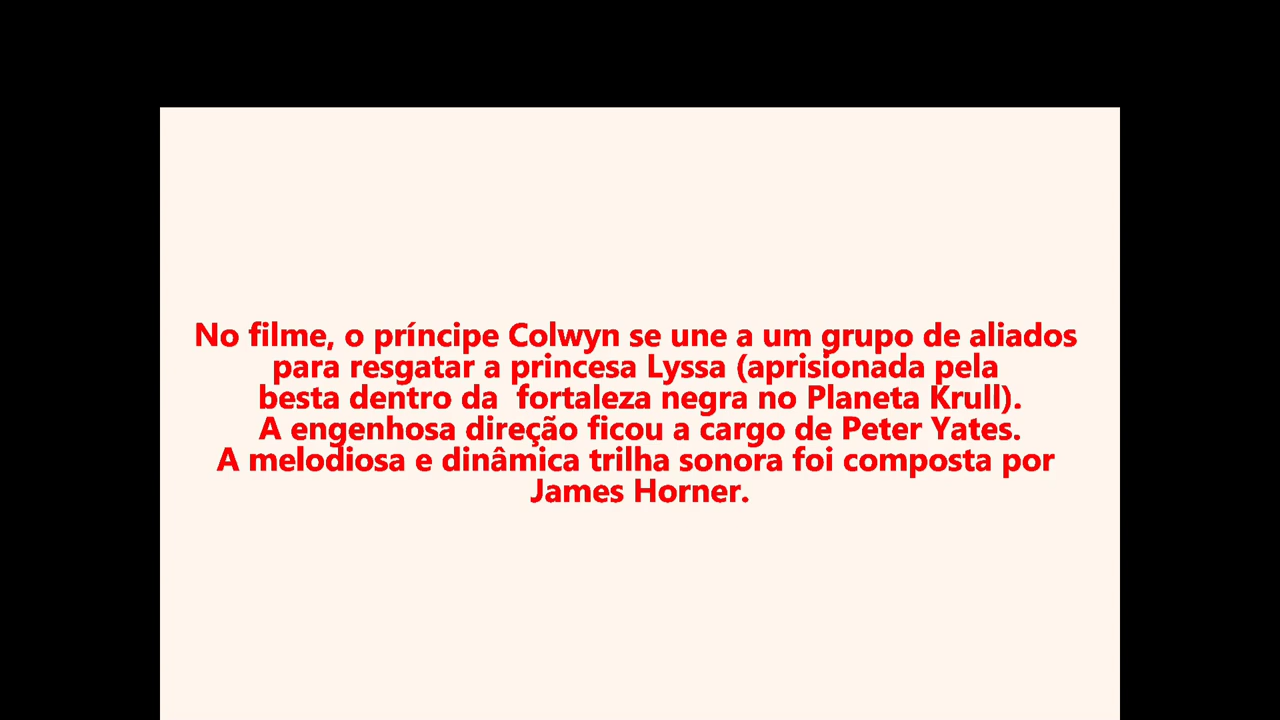 No filme, o príncipe Colwyn se une a um grupo de aliados
para resgatar a princesa Lyssa (aprisionada pela
besta dentro da  fortaleza negra no Planeta Krull).
A engenhosa direção ficou a cargo de Peter Yates.
A melodiosa e dinâmica trilha sonora foi composta por
James Horner.